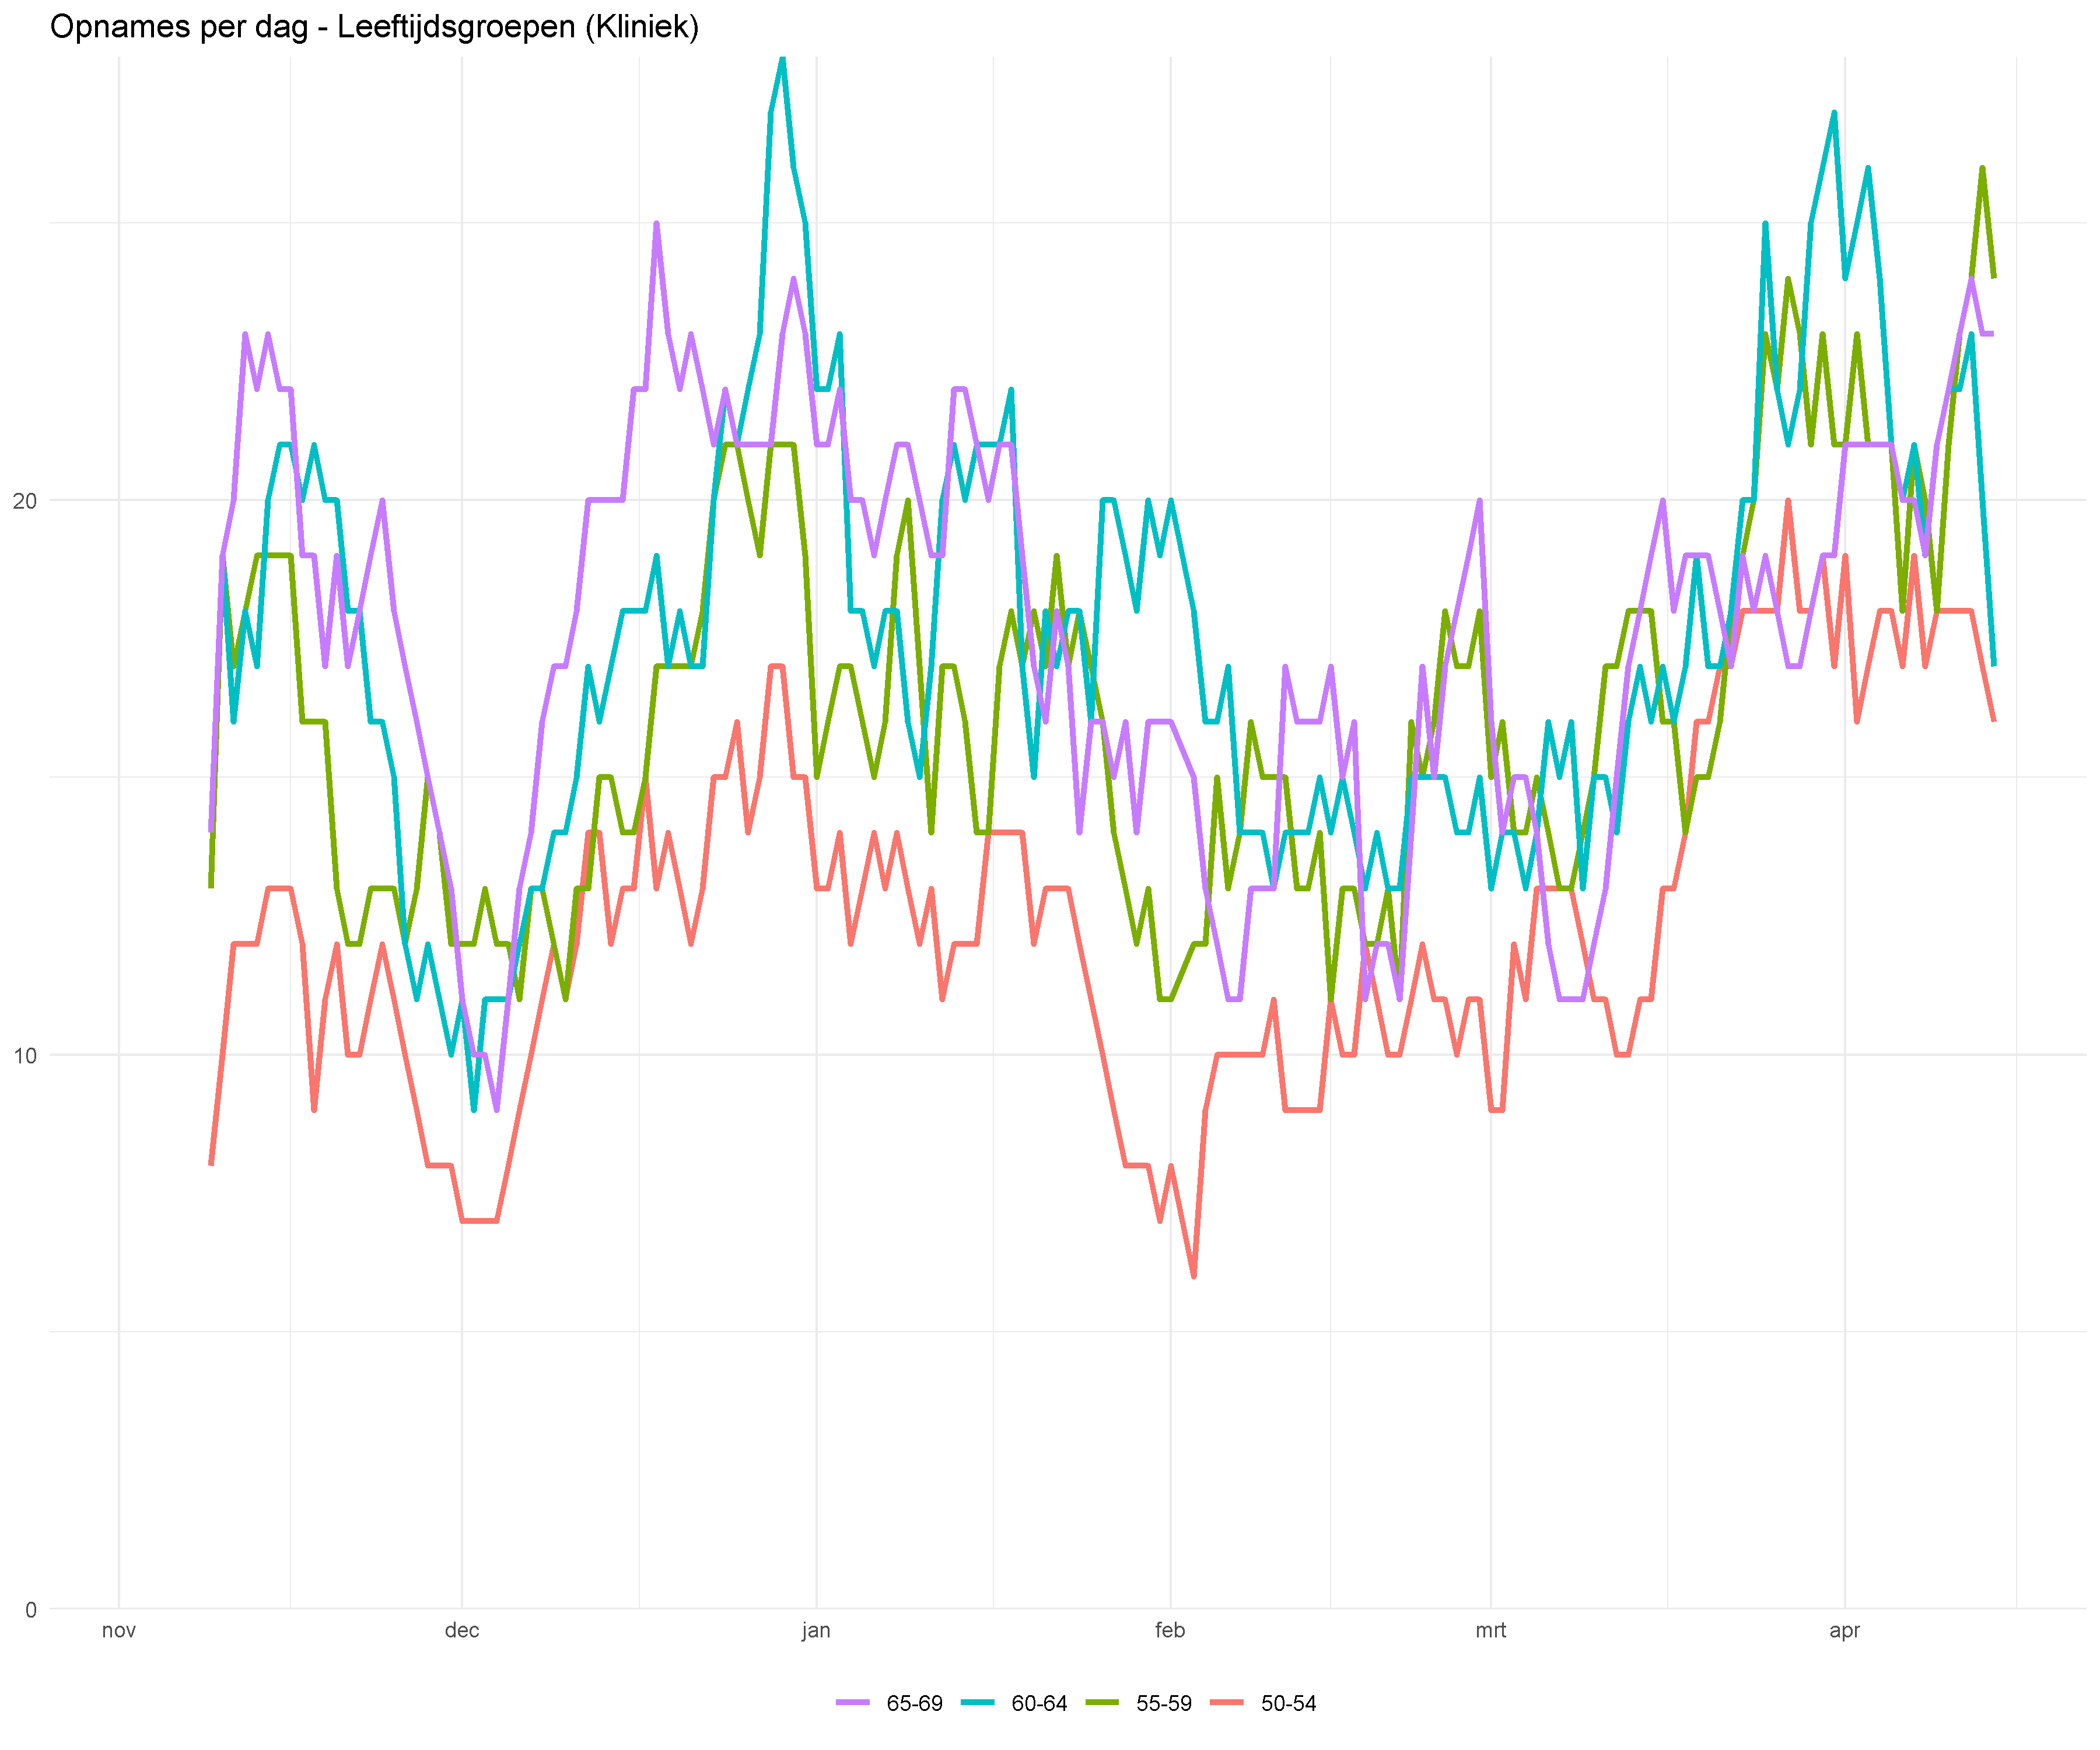 Opnames per dag - Leeftijdsgroepen (Kliniek)
20
10
0
nov dec jan feb mrt apr
65-69 60-64 55-59 50-54